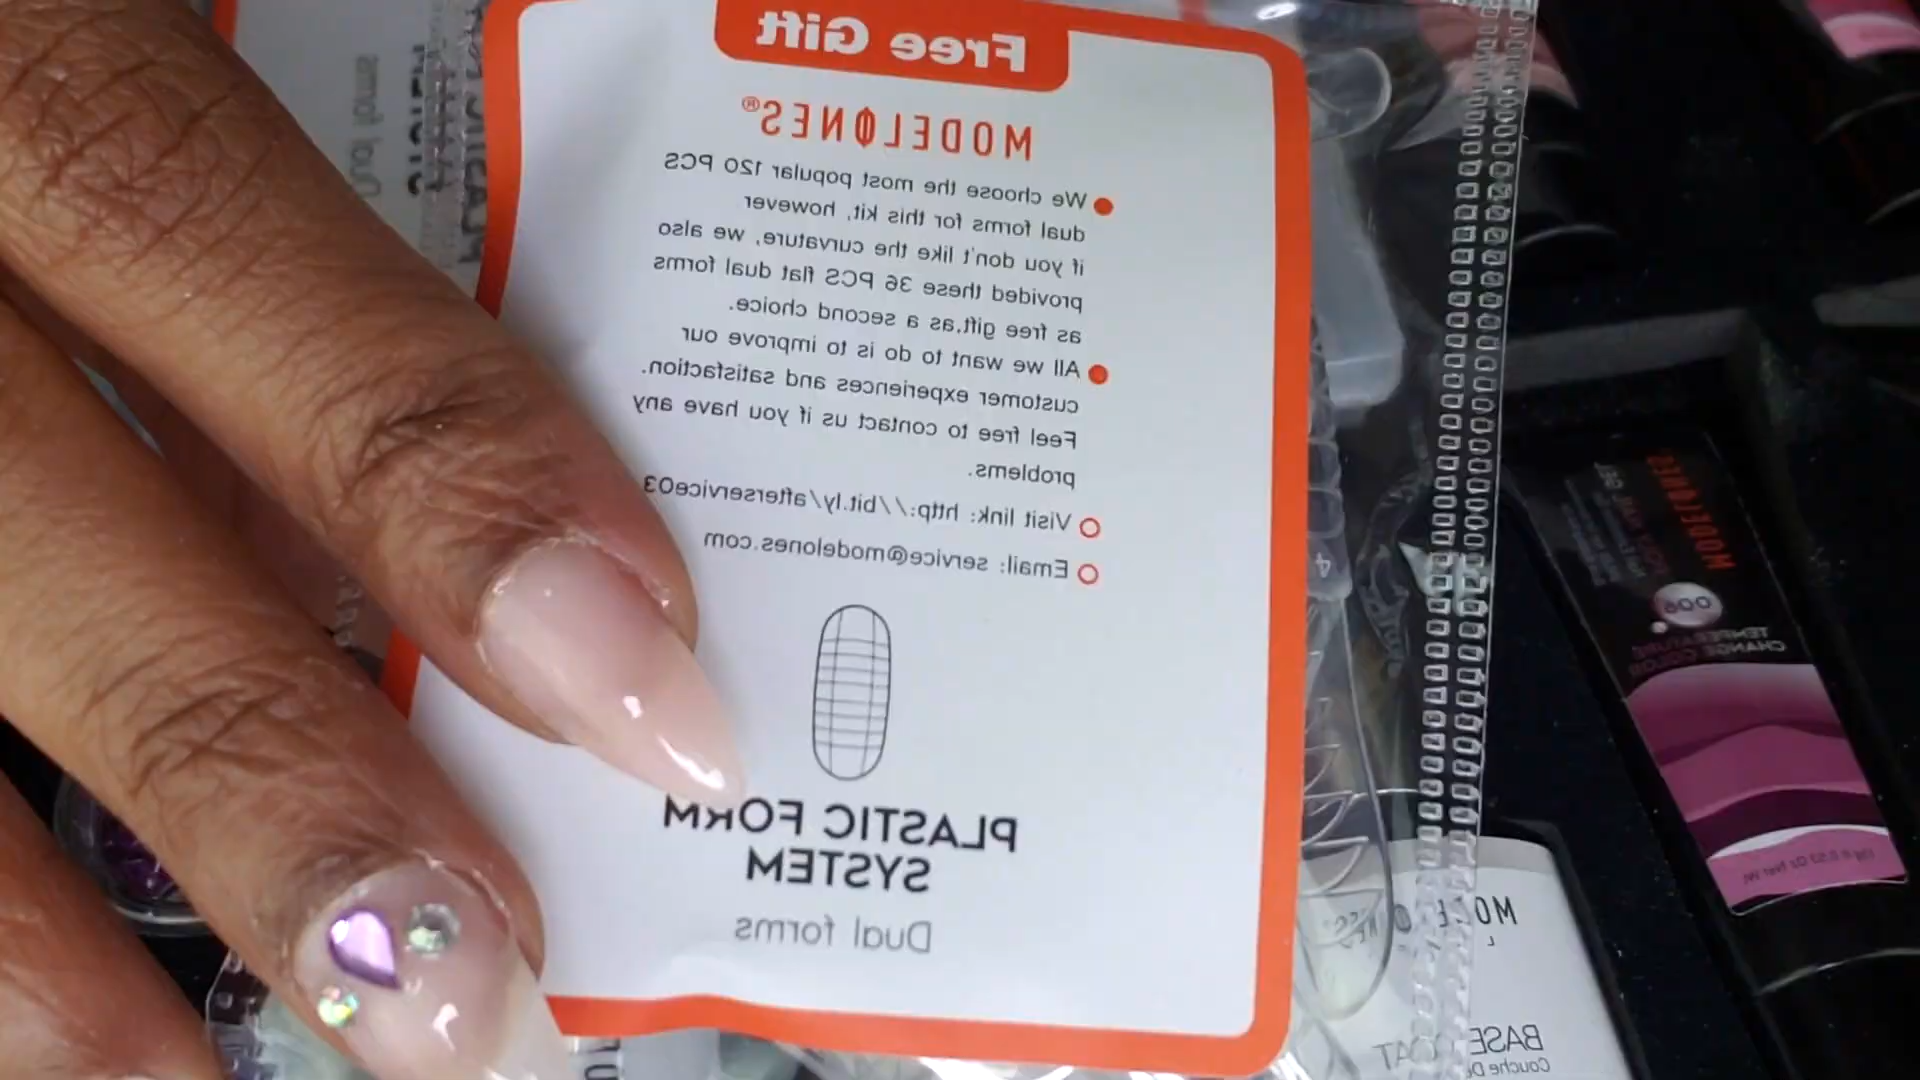 Free Gift
MODELONES®
We choose the most popular 120 PCS
dual forms for this kit, however
if you don't like the curvature, we also
provided these 36 PCS flat dual forms
as free gift.as a second choice.
All we want to do is to improve our
customer experiences and satisfaction.
Feel free to contact us if you have any
problems.
Visit link: http://bit.ly/afterservice03
Email: service@modelones.com
PLASTIC FORM
SYSTEM
Dual forms
MODELONES
006
TEMPERATURE
CHANGE COLOR
4
BASE COAT